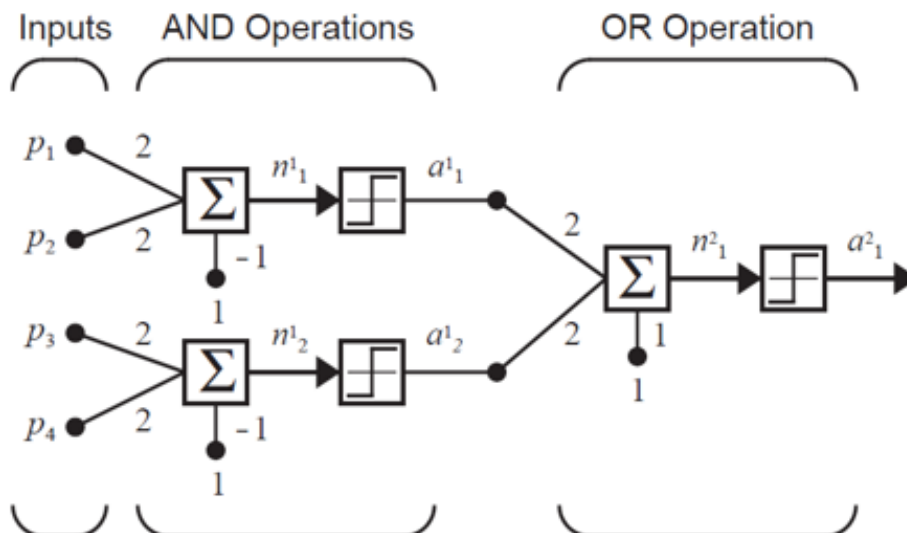 Inputs AND Operations OR Operation
p₁ 2
2
p₂
-1
1
Σ n¹₁ a¹₁
p₃ 2
2
p₄
-1
1
Σ n¹₂ a¹₂
2
2
Σ n²₁ a²₁
1
1